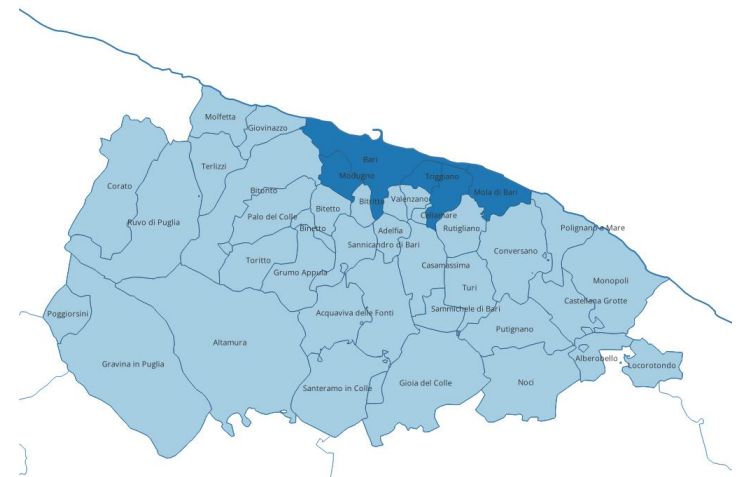 Molfetta
Giovinazzo
Bari
Terlizzi
Modugno
Triggiano
Corato
Bitonto
Mola di Bari
Bitritto
Valenzano
Bitetto
Palo del Colle
Cellamare
Ruvo di Puglia
Binetto
Adelfia
Rutigliano
Polignano a Mare
Sannicandro di Bari
Conversano
Toritto
Casamassima
Grumo Appula
Monopoli
Turi
Castellana Grotte
Sammichele di Bari
Poggiorsini
Acquaviva delle Fonti
Putignano
Altamura
Alberobello
Gravina in Puglia
Locorotondo
Noci
Gioia del Colle
Santeramo in Colle